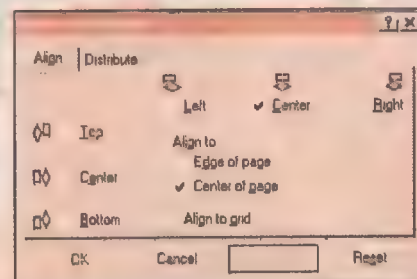 Align Distribute
Left Center Right
Top
Align to
Edge of page
Center Center of page
Bottom Align to grid
OK Cancel Reset